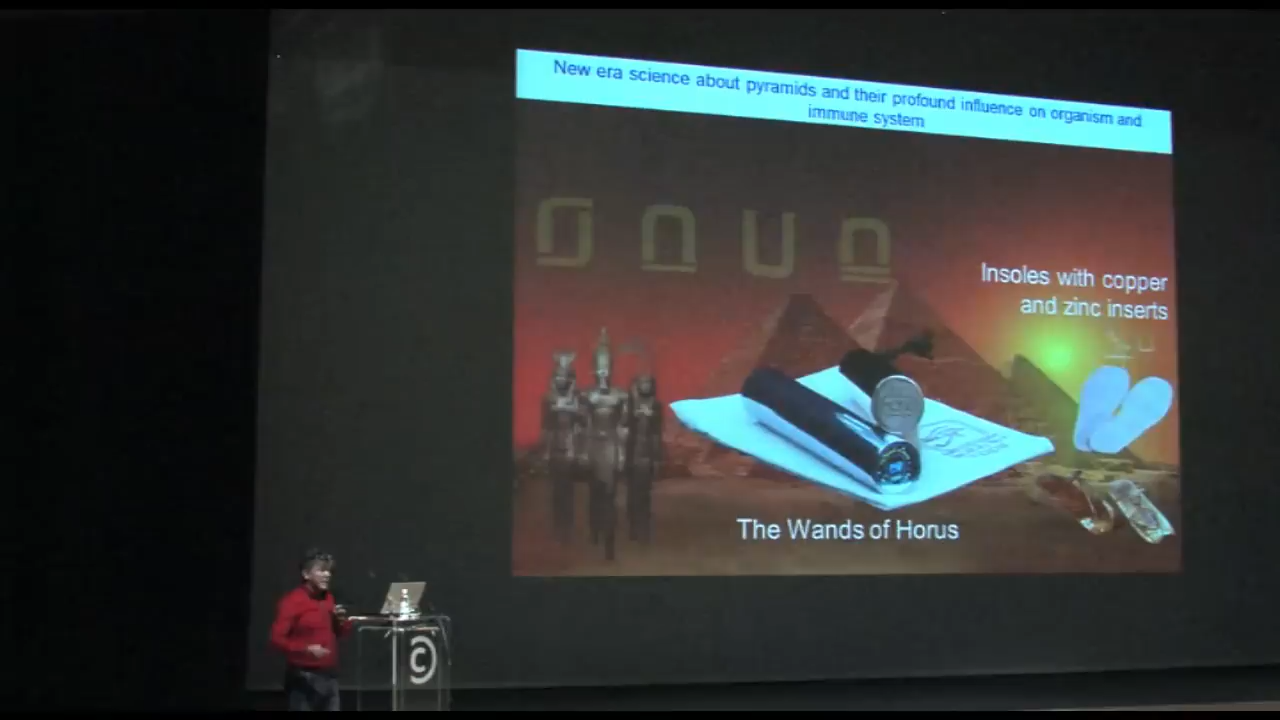 New era science about pyramids and their profound influence on organism and
immune system
Insoles with copper
and zinc inserts
The Wands of Horus
©